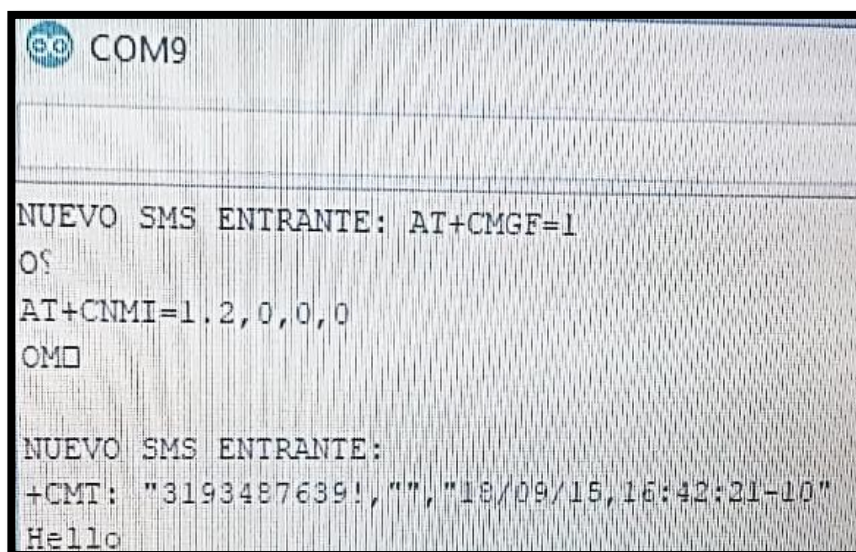 COM9
NUEVO SMS ENTRANTE: AT+CMGF=1
O⸮
AT+CNMI=1.2,0,0,0
OM□
NUEVO SMS ENTRANTE:
+CMT: "3193487639!,"","18/09/15,16:42:21-10"
Hello